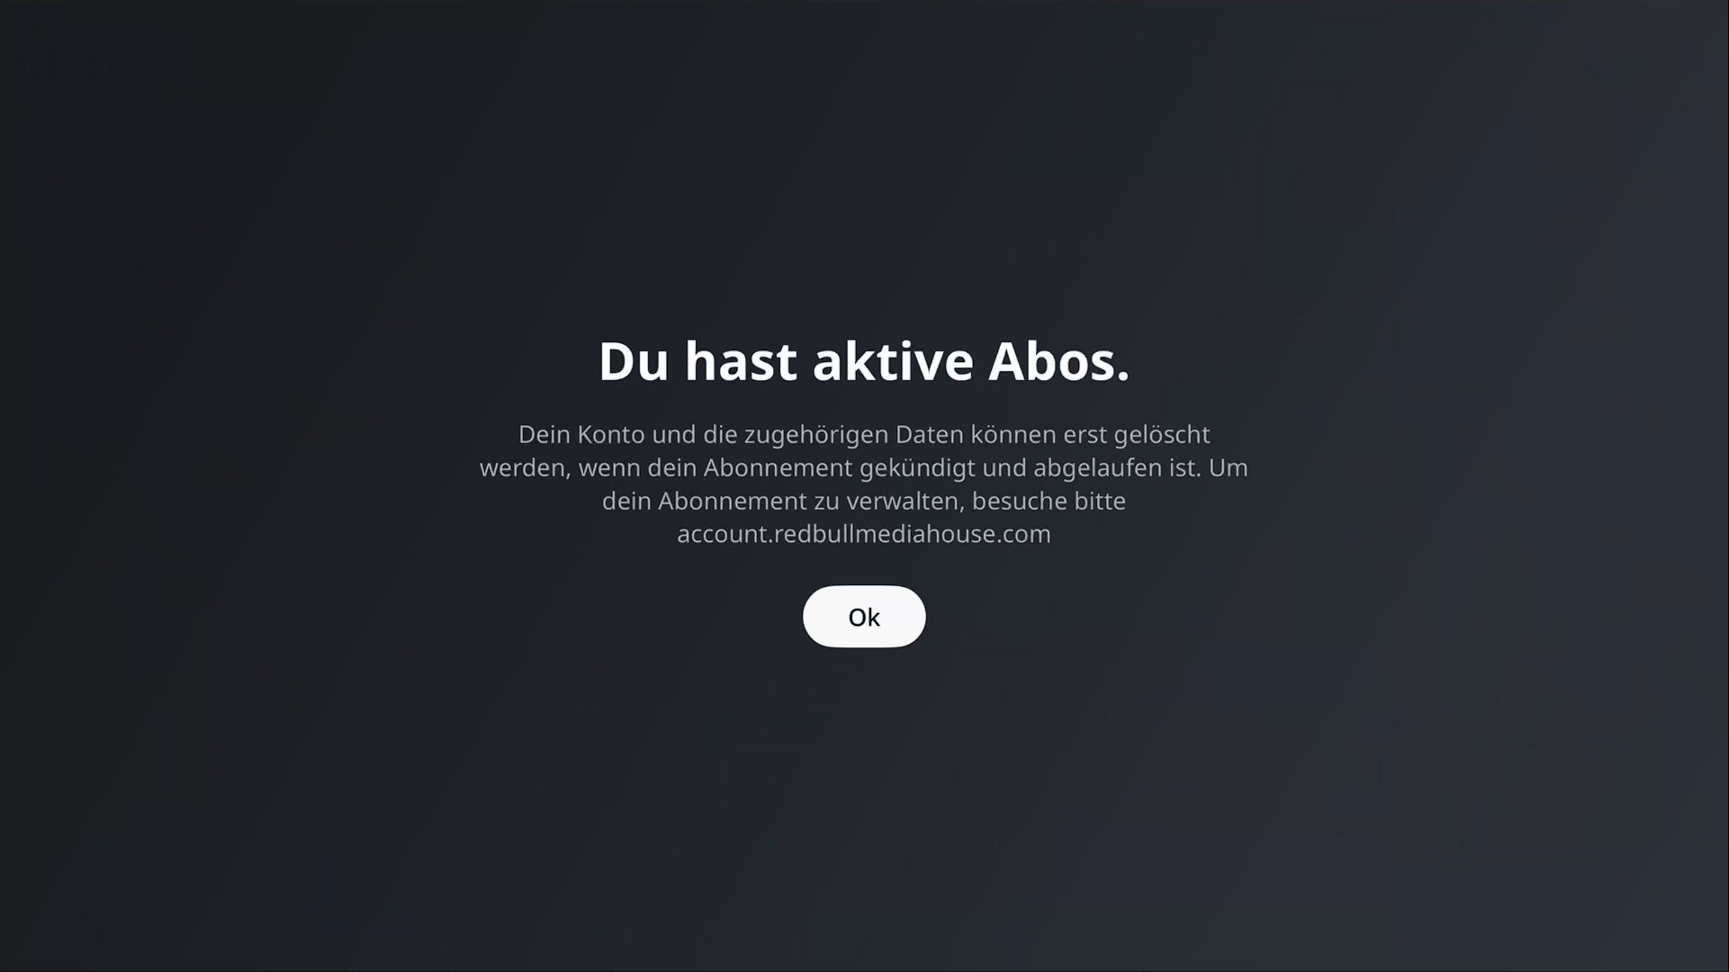 Du hast aktive Abos.
Dein Konto und die zugehörigen Daten können erst gelöscht
werden, wenn dein Abonnement gekündigt und abgelaufen ist. Um
dein Abonnement zu verwalten, besuche bitte
account.redbullmediahouse.com
Ok